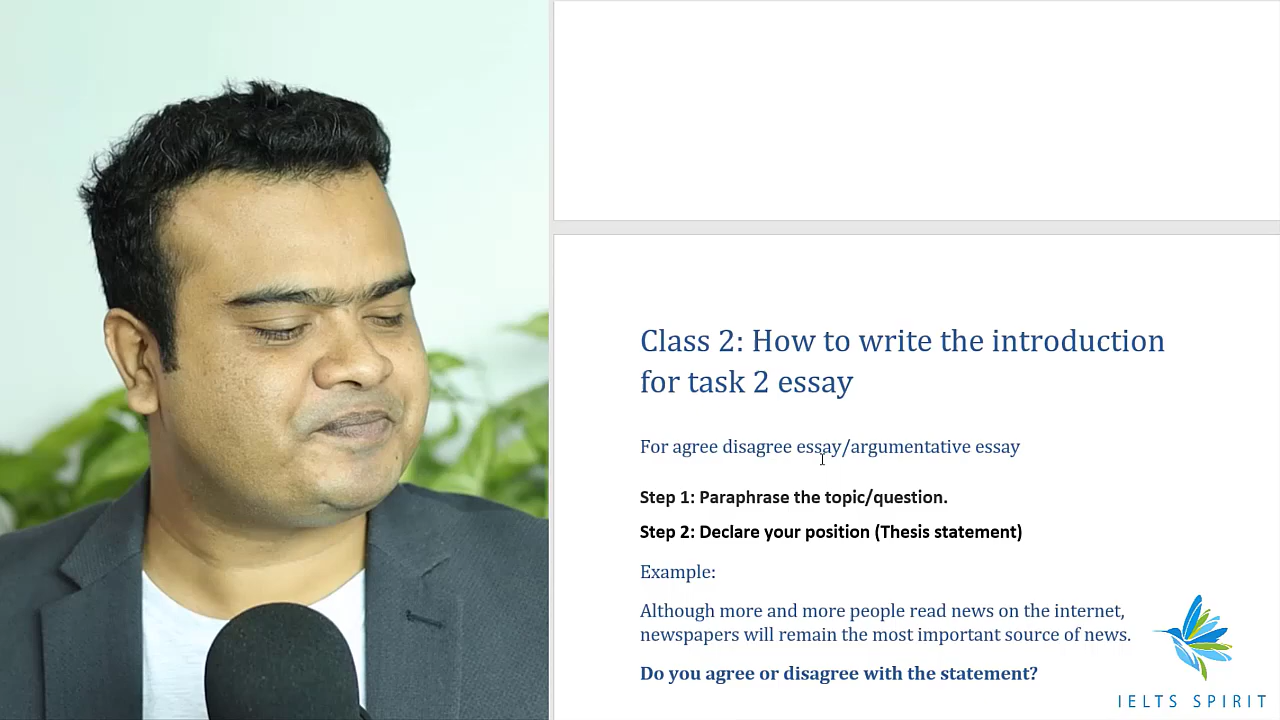 Class 2: How to write the introduction
for task 2 essay
For agree disagree essay/argumentative essay
Step 1: Paraphrase the topic/question.
Step 2: Declare your position (Thesis statement)
Example:
Although more and more people read news on the internet,
newspapers will remain the most important source of news.
Do you agree or disagree with the statement?
IELTS SPIRIT